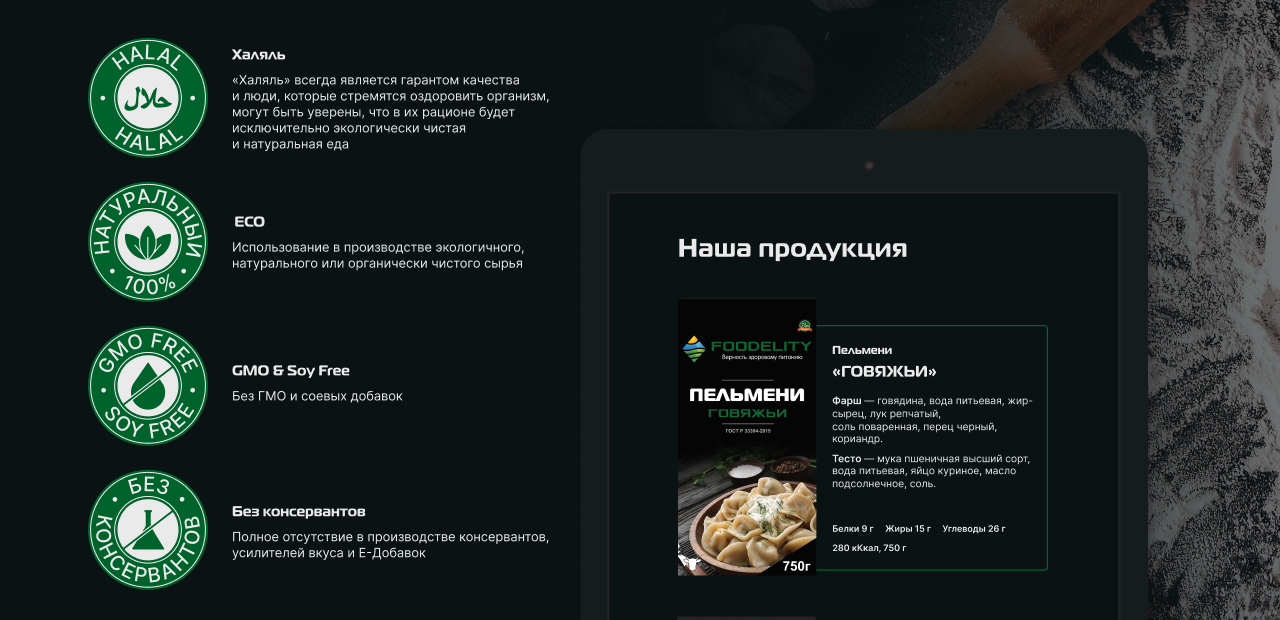 HALAL
حلال
HALAL
Халяль
«Халяль» всегда является гарантом качества
и люди, которые стремятся оздоровить организм,
могут быть уверены, что в их рационе будет
исключительно экологически чистая
и натуральная еда
НАТУРАЛЬНЫЙ
100%
ECO
Использование в производстве экологичного,
натурального или органически чистого сырья
GMO FREE
SOY FREE
GMO & Soy Free
Без ГМО и соевых добавок
БЕЗ
КОНСЕРВАНТОВ
Без консервантов
Полное отсутствие в производстве консервантов,
усилителей вкуса и Е-Добавок
Наша продукция
FOODELITY
Верность здоровому питанию
ПЕЛЬМЕНИ
ГОВЯЖЬИ
ГОСТ Р 33394-2015
750г
Пельмени
«ГОВЯЖЬИ»
Фарш — говядина, вода питьевая, жир-
сырец, лук репчатый,
соль поваренная, перец черный,
кориандр.
Тесто — мука пшеничная высший сорт,
вода питьевая, яйцо куриное, масло
подсолнечное, соль.
Белки 9 г Жиры 15 г Углеводы 26 г
280 кКкал, 750 г